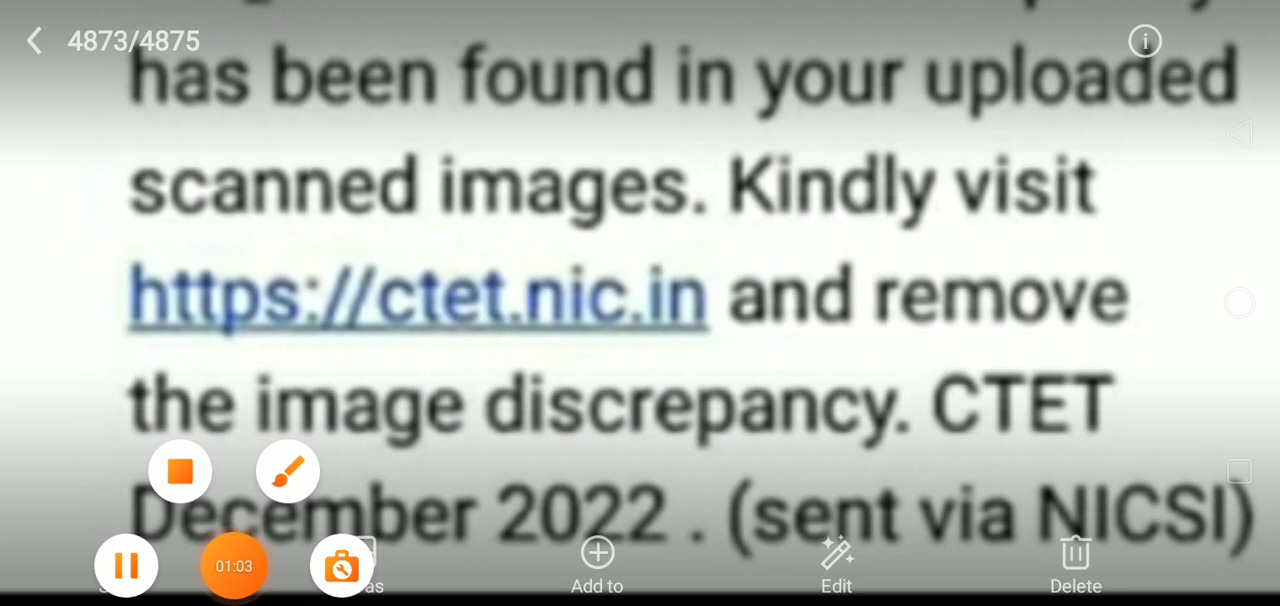 4873/4875
has been found in your uploaded
scanned images. Kindly visit
https://ctet.nic.in and remove
the image discrepancy. CTET
December 2022 . (sent via NICSI)
01:03
as
Add to
Edit
Delete